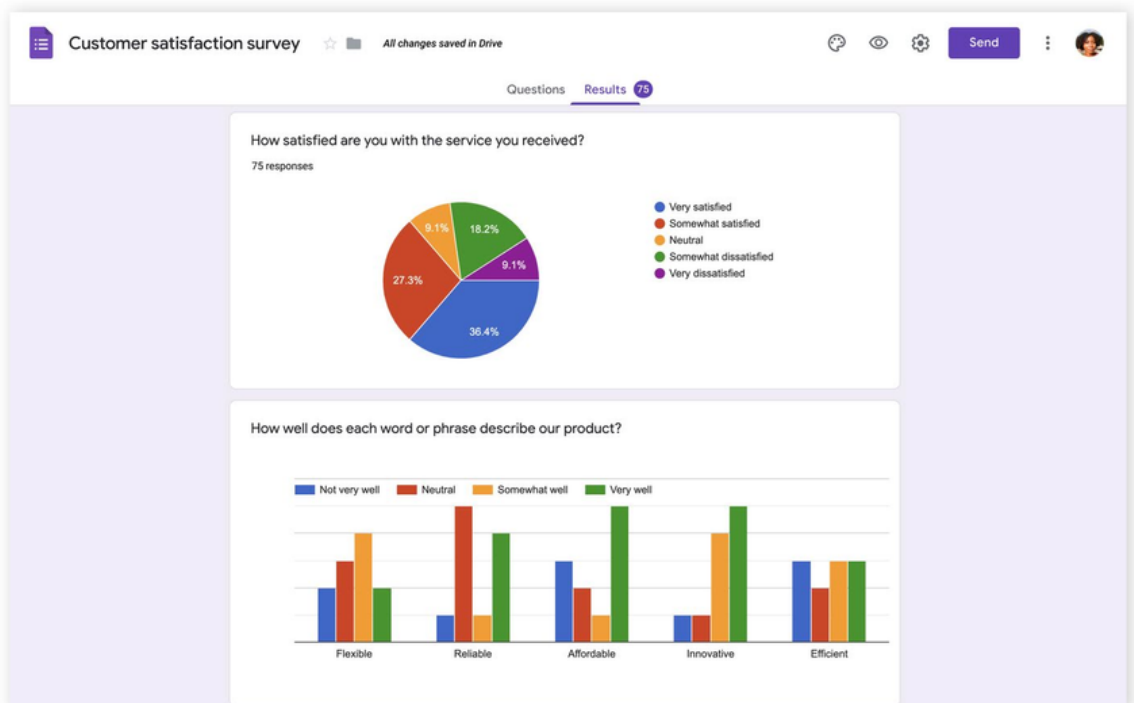 Customer satisfaction survey
All changes saved in Drive
Send
Questions
Results 75
How satisfied are you with the service you received?
75 responses
9.1%
18.2%
9.1%
27.3%
36.4%
Very satisfied
Somewhat satisfied
Neutral
Somewhat dissatisfied
Very dissatisfied
How well does each word or phrase describe our product?
Not very well Neutral Somewhat well Very well
Flexible Reliable Affordable Innovative Efficient